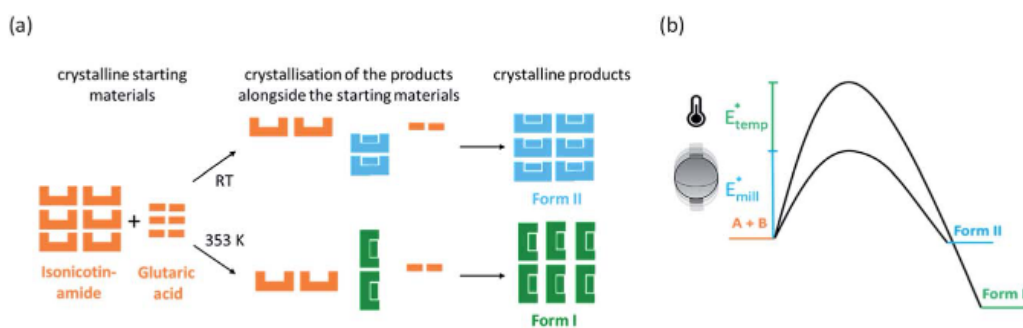 (a)
crystalline starting
materials
crystallisation of the products
alongside the starting materials
crystalline products
RT
353 K
+
Isonicotin-
amide
Glutaric
acid
Form II
Form I
(b)
E*temp
E*mill
A + B
Form II
Form I